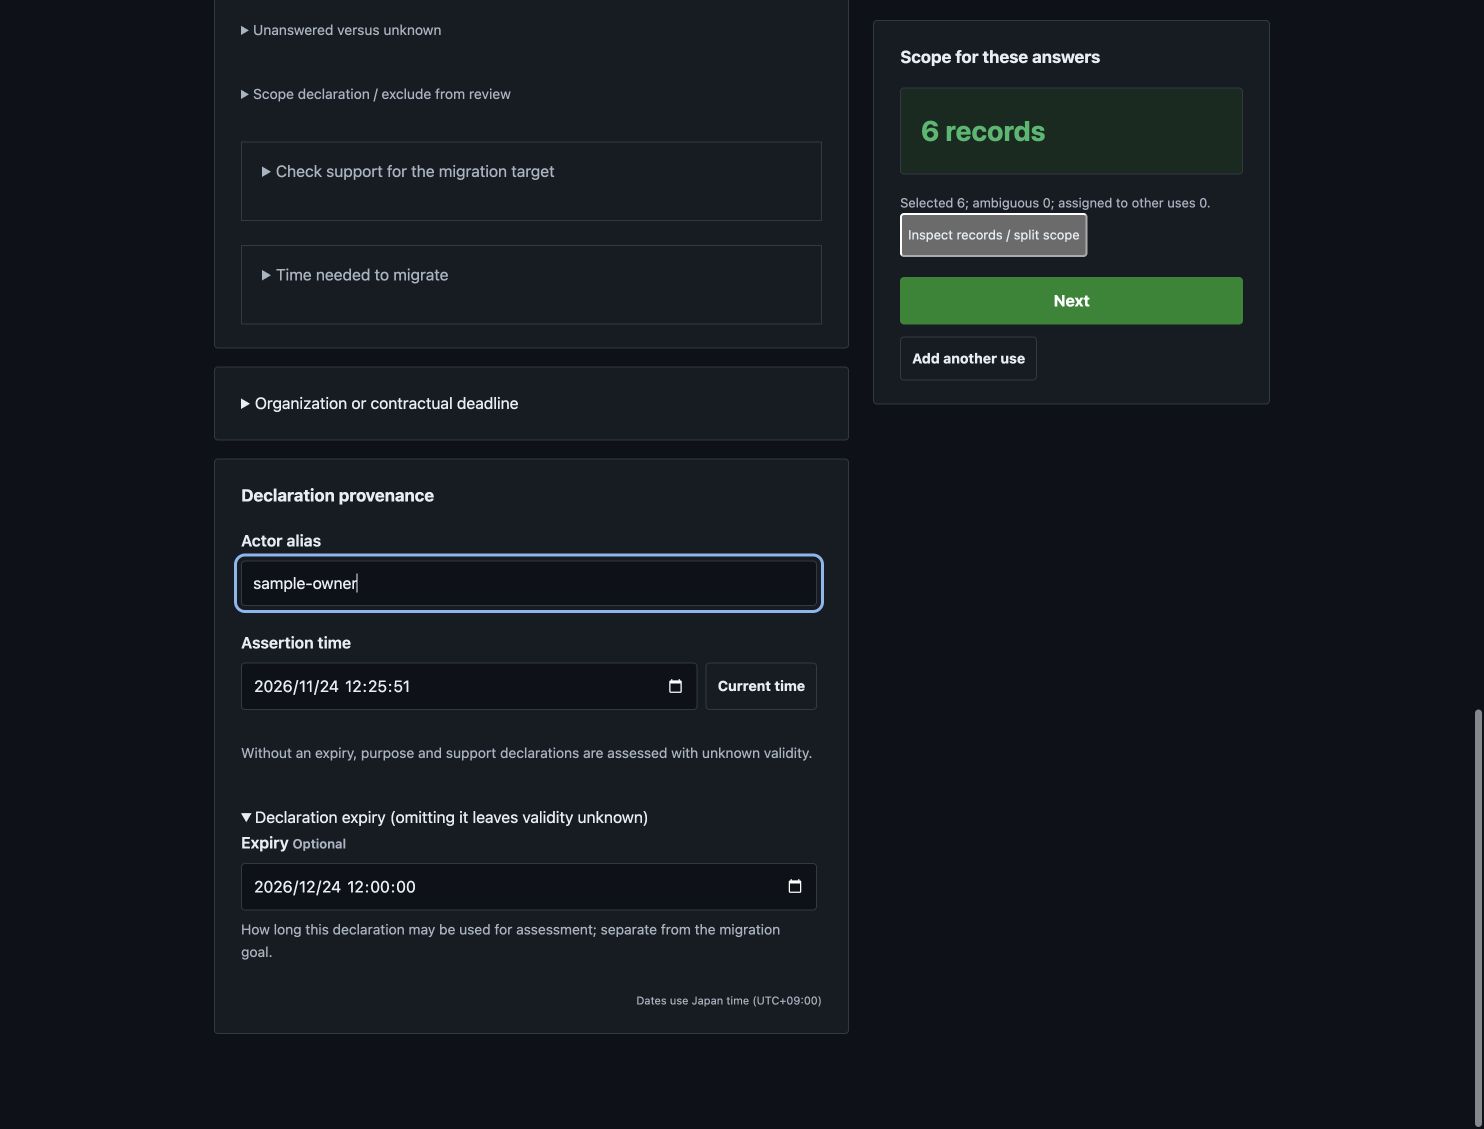 Unanswered versus unknown
Scope declaration / exclude from review
Check support for the migration target
Time needed to migrate
Organization or contractual deadline
Declaration provenance
Actor alias
sample-owner
Assertion time
2026/11/24 12:25:51
Current time
Without an expiry, purpose and support declarations are assessed with unknown validity.
Declaration expiry (omitting it leaves validity unknown)
Expiry Optional
2026/12/24 12:00:00
How long this declaration may be used for assessment; separate from the migration
goal.
Dates use Japan time (UTC+09:00)
Scope for these answers
6 records
Selected 6; ambiguous 0; assigned to other uses 0.
Inspect records / split scope
Next
Add another use